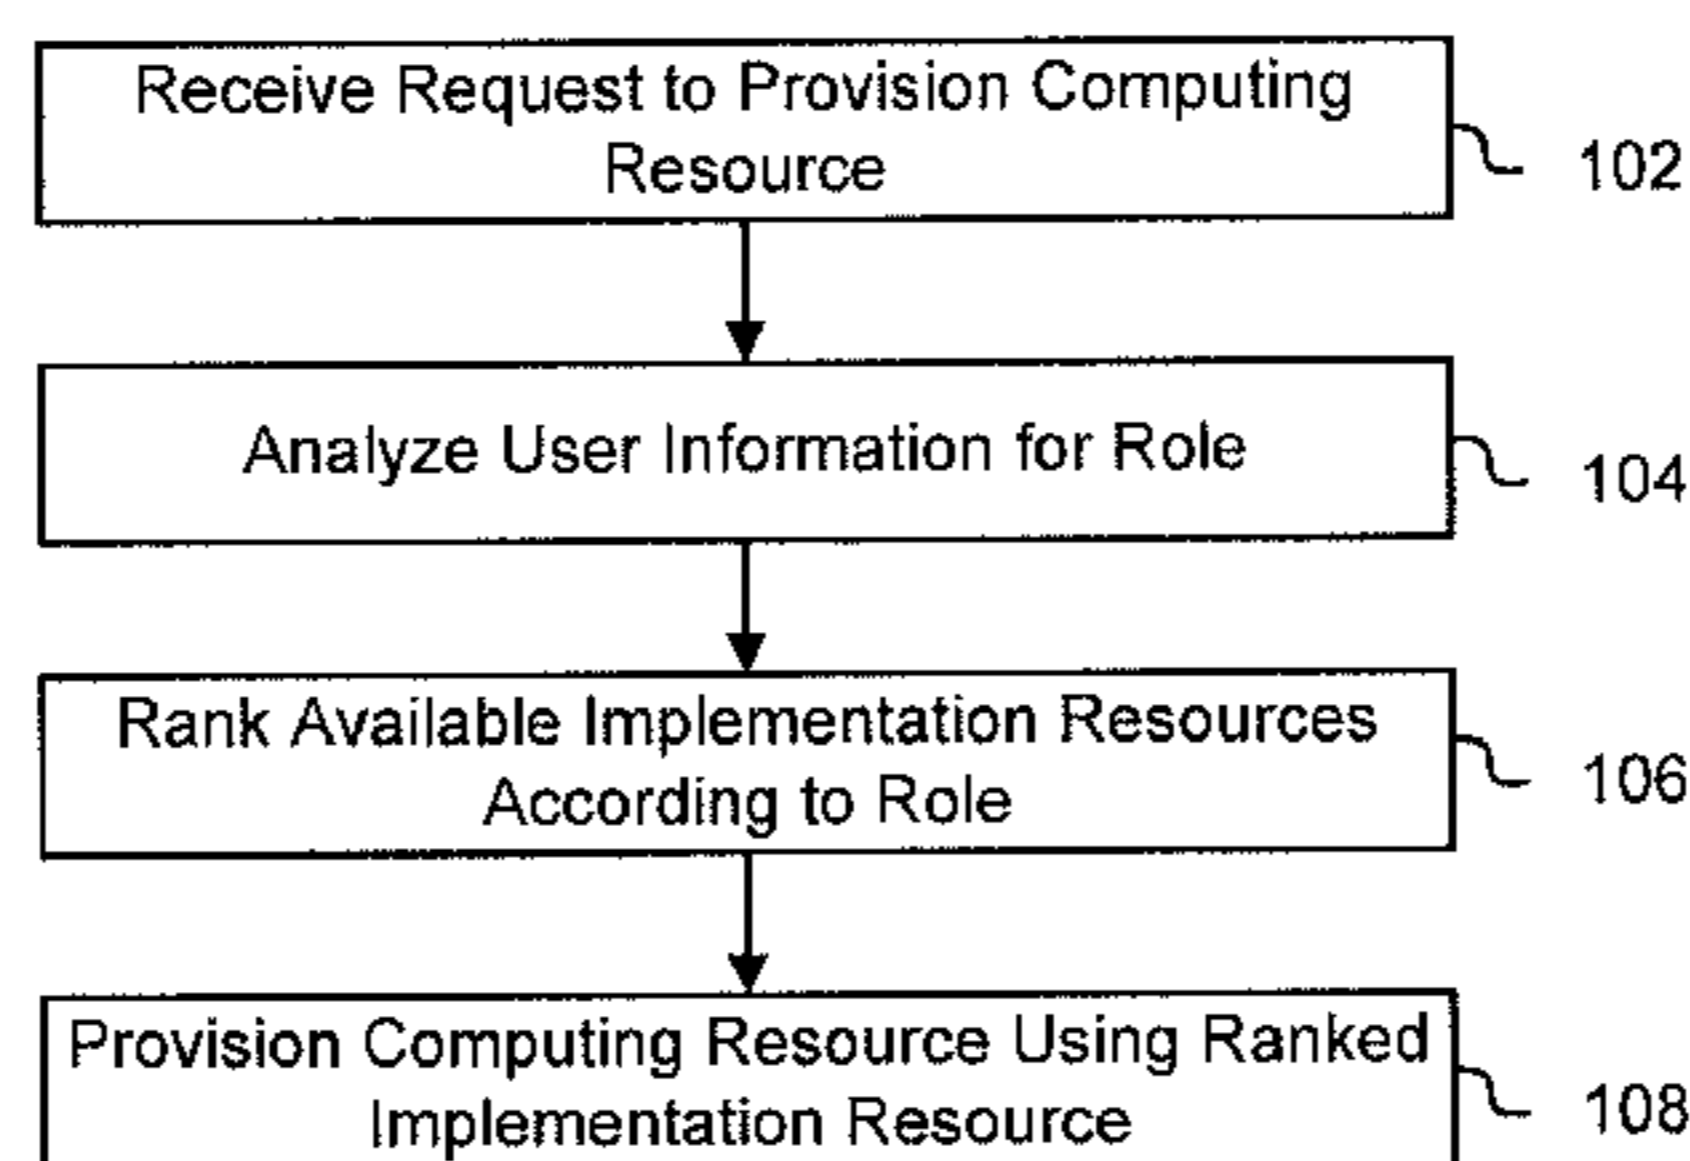 Receive Request to Provision Computing
Resource
102
Analyze User Information for Role
104
Rank Available Implementation Resources
According to Role
106
Provision Computing Resource Using Ranked
Implementation Resource
108